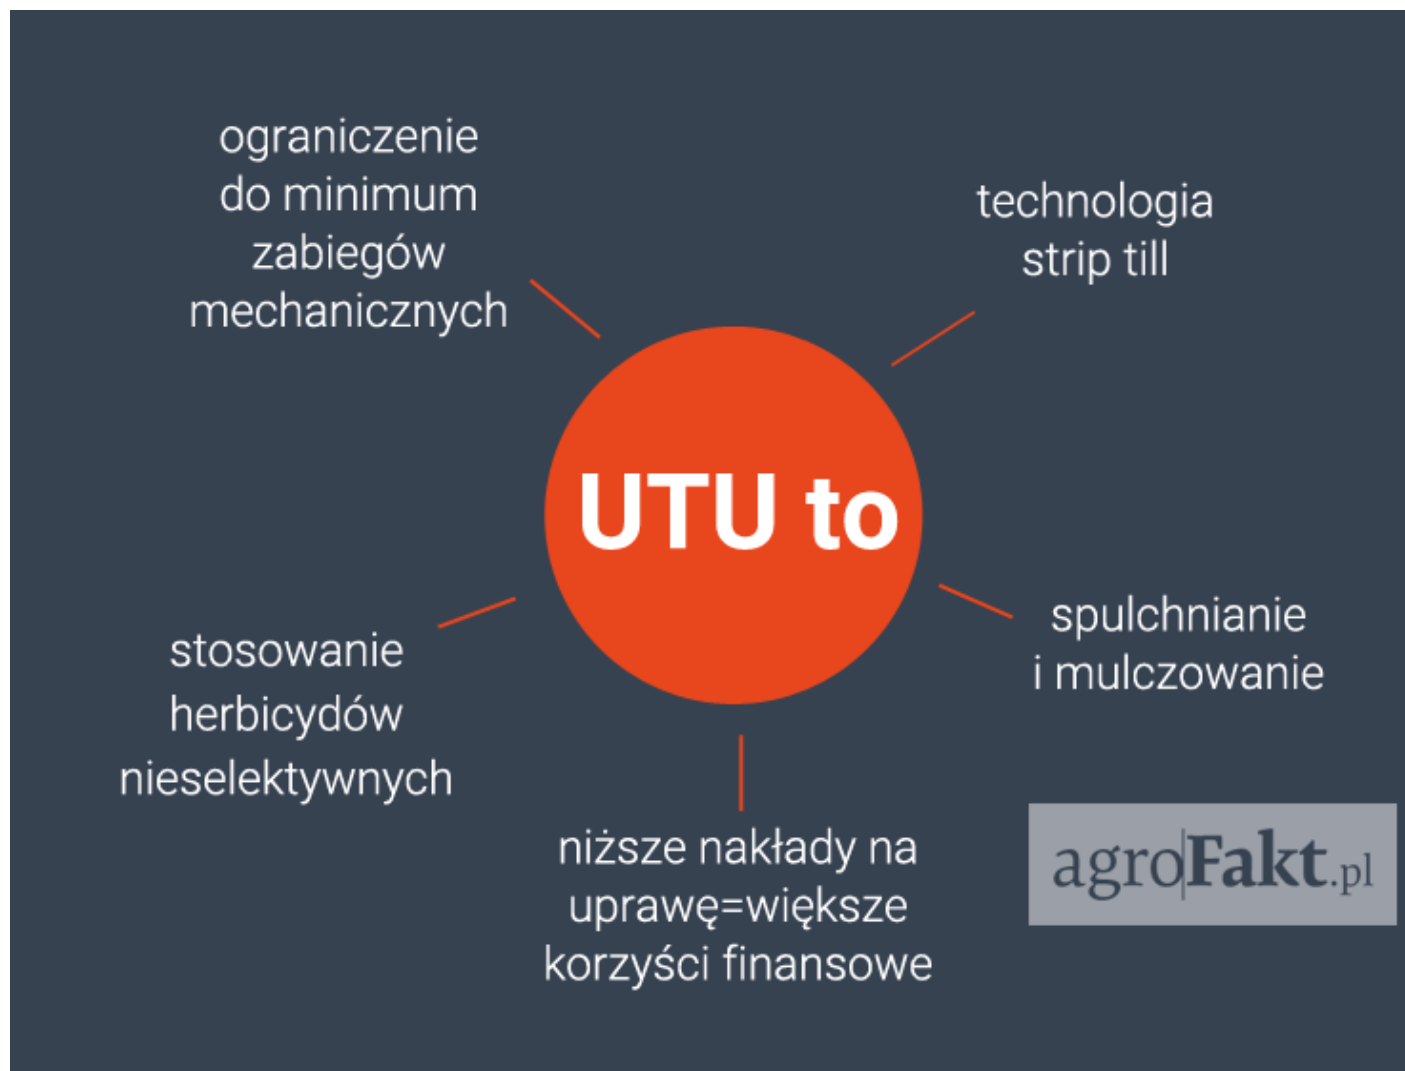 ograniczenie
do minimum
zabiegów
mechanicznych
technologia
strip till
UTU to
spulchnianie
i mulczowanie
stosowanie
herbicydów
nieselektywnych
niższe nakłady na
uprawę=większe
korzyści finansowe
agroFakt.pl